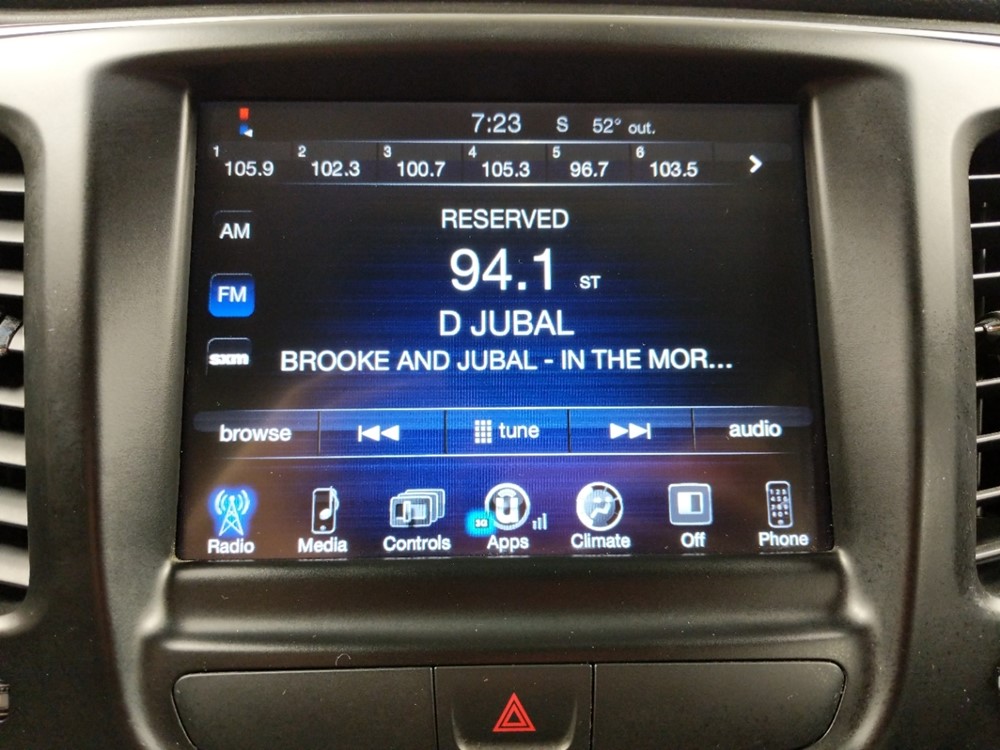 7:23 S 52° out.
1 105.9 2 102.3 3 100.7 4 105.3 5 96.7 6 103.5
AM
RESERVED
94.1 ST
FM
D JUBAL
sxm
BROOKE AND JUBAL - IN THE MOR...
browse tune audio
3G
Radio Media Controls Apps Climate Off Phone